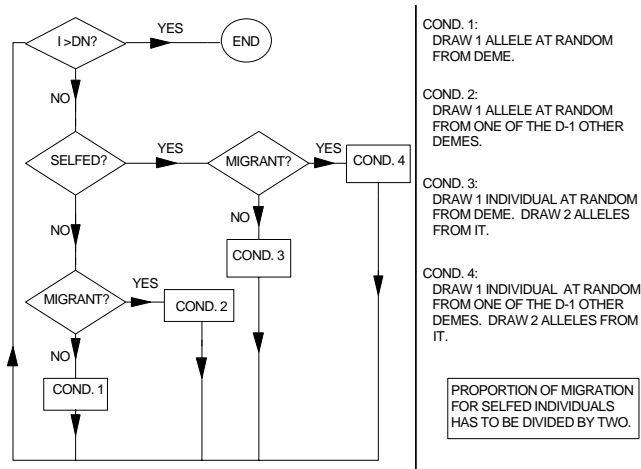 I >DN?
YES
END
NO
SELFED?
YES
MIGRANT?
YES
COND. 4
NO
COND. 3
NO
MIGRANT?
YES
COND. 2
NO
COND. 1
COND. 1:
DRAW 1 ALLELE AT RANDOM
FROM DEME.
COND. 2:
DRAW 1 ALLELE AT RANDOM
FROM ONE OF THE D-1 OTHER
DEMES.
COND. 3:
DRAW 1 INDIVIDUAL AT RANDOM
FROM DEME. DRAW 2 ALLELES
FROM IT.
COND. 4:
DRAW 1 INDIVIDUAL AT RANDOM
FROM ONE OF THE D-1 OTHER
DEMES. DRAW 2 ALLELES FROM
IT.
PROPORTION OF MIGRATION
FOR SELFED INDIVIDUALS
HAS TO BE DIVIDED BY TWO.